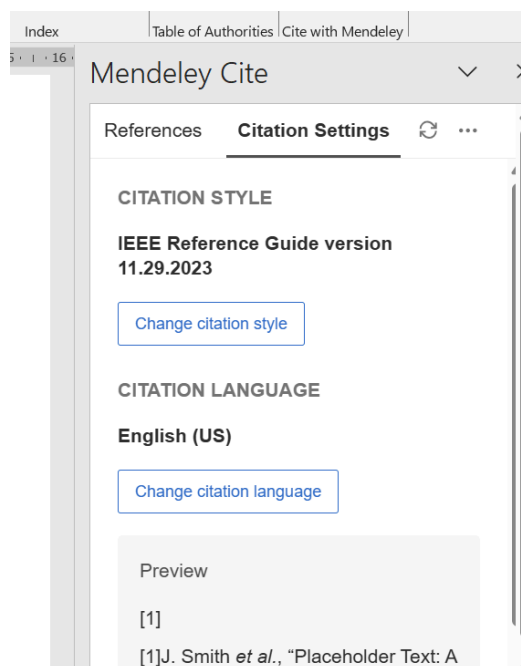 Index
Table of Authorities
Cite with Mendeley
16
Mendeley Cite
References
Citation Settings
CITATION STYLE
IEEE Reference Guide version
11.29.2023
Change citation style
CITATION LANGUAGE
English (US)
Change citation language
Preview
[1]
[1]J. Smith et al., “Placeholder Text: A